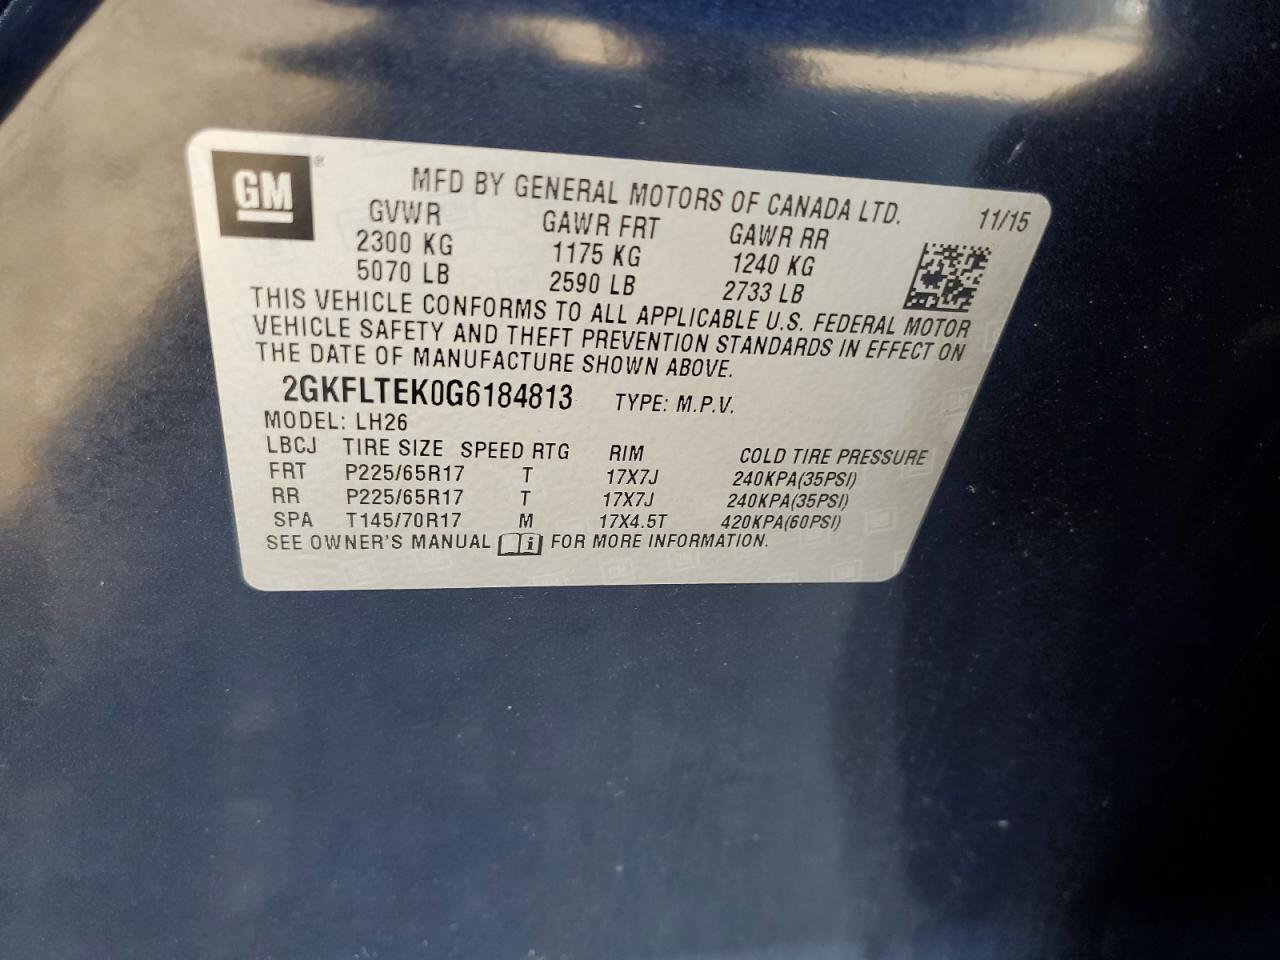 GM ®
MFD BY GENERAL MOTORS OF CANADA LTD. 11/15
GVWR GAWR FRT GAWR RR
2300 KG 1175 KG 1240 KG
5070 LB 2590 LB 2733 LB
THIS VEHICLE CONFORMS TO ALL APPLICABLE U.S. FEDERAL MOTOR
VEHICLE SAFETY AND THEFT PREVENTION STANDARDS IN EFFECT ON
THE DATE OF MANUFACTURE SHOWN ABOVE.
2GKFLTEK0G6184813 TYPE: M.P.V.
MODEL: LH26
LBCJ TIRE SIZE SPEED RTG RIM COLD TIRE PRESSURE
FRT P225/65R17 T 17X7J 240KPA(35PSI)
RR P225/65R17 T 17X7J 240KPA(35PSI)
SPA T145/70R17 M 17X4.5T 420KPA(60PSI)
SEE OWNER'S MANUAL i FOR MORE INFORMATION.